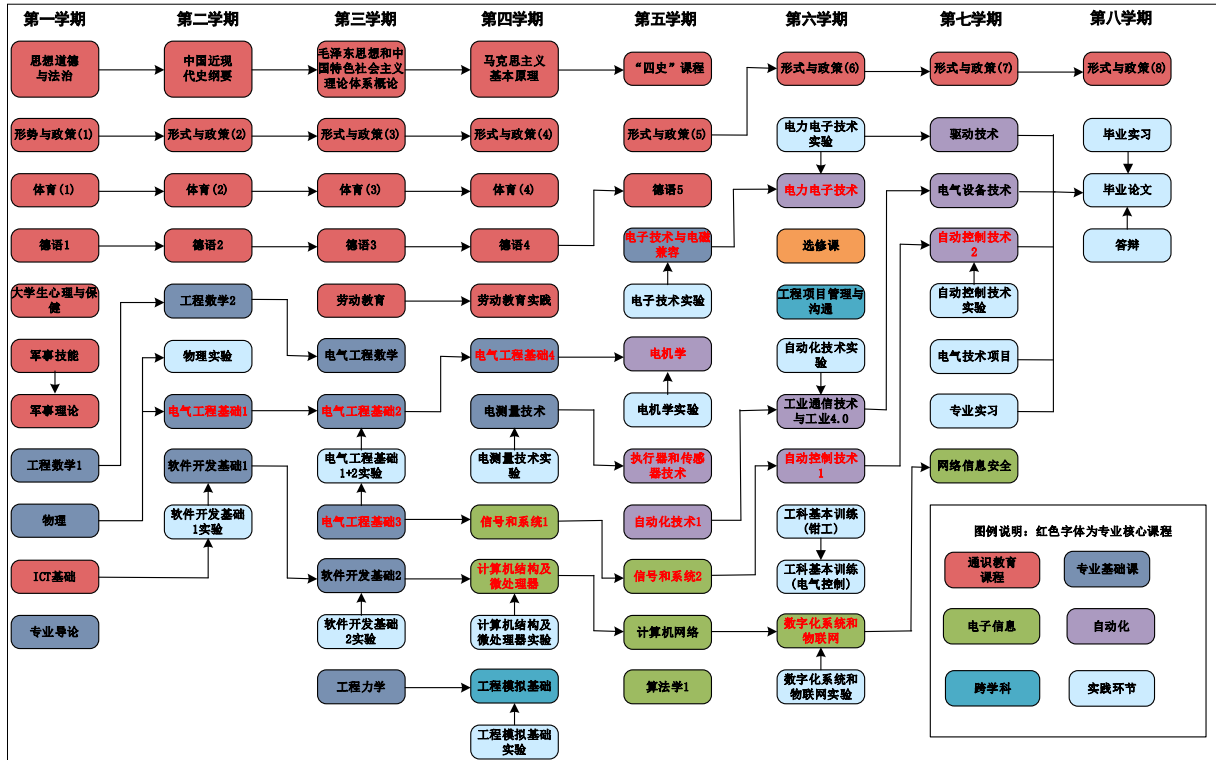 第一学期
第二学期
第三学期
第四学期
第五学期
第六学期
第七学期
第八学期
思想道德
与法治
中国近现
代史纲要
毛泽东思想和中
国特色社会主义
理论体系概论
马克思主义
基本原理
“四史”课程
形式与政策(6)
形式与政策(7)
形式与政策(8)
形势与政策(1)
形式与政策(2)
形式与政策(3)
形式与政策(4)
形式与政策(5)
电力电子技术
实验
驱动技术
毕业实习
体育(1)
体育(2)
体育(3)
体育(4)
德语5
电力电子技术
电气设备技术
毕业论文
德语1
德语2
德语3
德语4
电子技术与电磁
兼容
选修课
自动控制技术
2
答辩
大学生心理与保
健
工程数学2
劳动教育
劳动教育实践
电子技术实验
工程项目管理与
沟通
自动控制技术
实验
军事技能
物理实验
电气工程数学
电气工程基础4
电机学
自动化技术实
验
电气技术项目
军事理论
电气工程基础1
电气工程基础2
电测量技术
电机学实验
工业通信技术
与工业4.0
专业实习
工程数学1
软件开发基础1
电气工程基础
1+2实验
电测量技术实
验
执行器和传感
器技术
自动控制技术
1
网络信息安全
物理
软件开发基础
1实验
电气工程基础3
信号和系统1
自动化技术1
工科基本训练
(钳工)
ICT基础
软件开发基础2
计算机结构及
微处理器
信号和系统2
工科基本训练
(电气控制)
专业导论
软件开发基础
2实验
计算机结构及
微处理器实验
计算机网络
数字化系统和
物联网
工程力学
工程模拟基础
算法学1
数字化系统和
物联网实验
工程模拟基础
实验
图例说明：红色字体为专业核心课程
通识教育
课程
专业基础课
电子信息
自动化
跨学科
实践环节